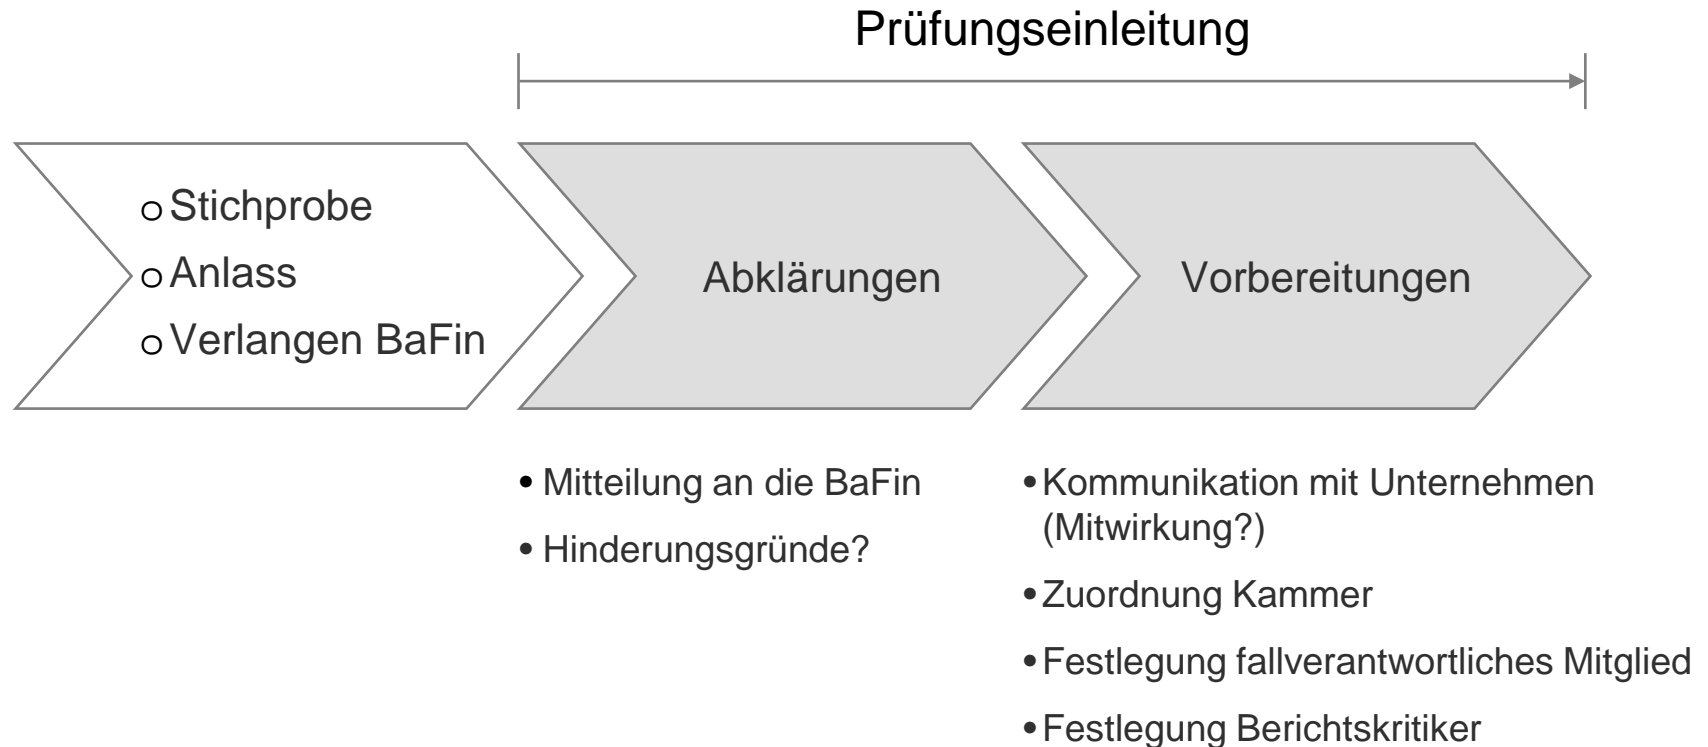 Prüfungseinleitung
o Stichprobe
o Anlass
o Verlangen BaFin
Abklärungen
Vorbereitungen
• Mitteilung an die BaFin
• Hinderungsgründe?
• Kommunikation mit Unternehmen
(Mitwirkung?)
• Zuordnung Kammer
• Festlegung fallverantwortliches Mitglied
• Festlegung Berichtskritiker